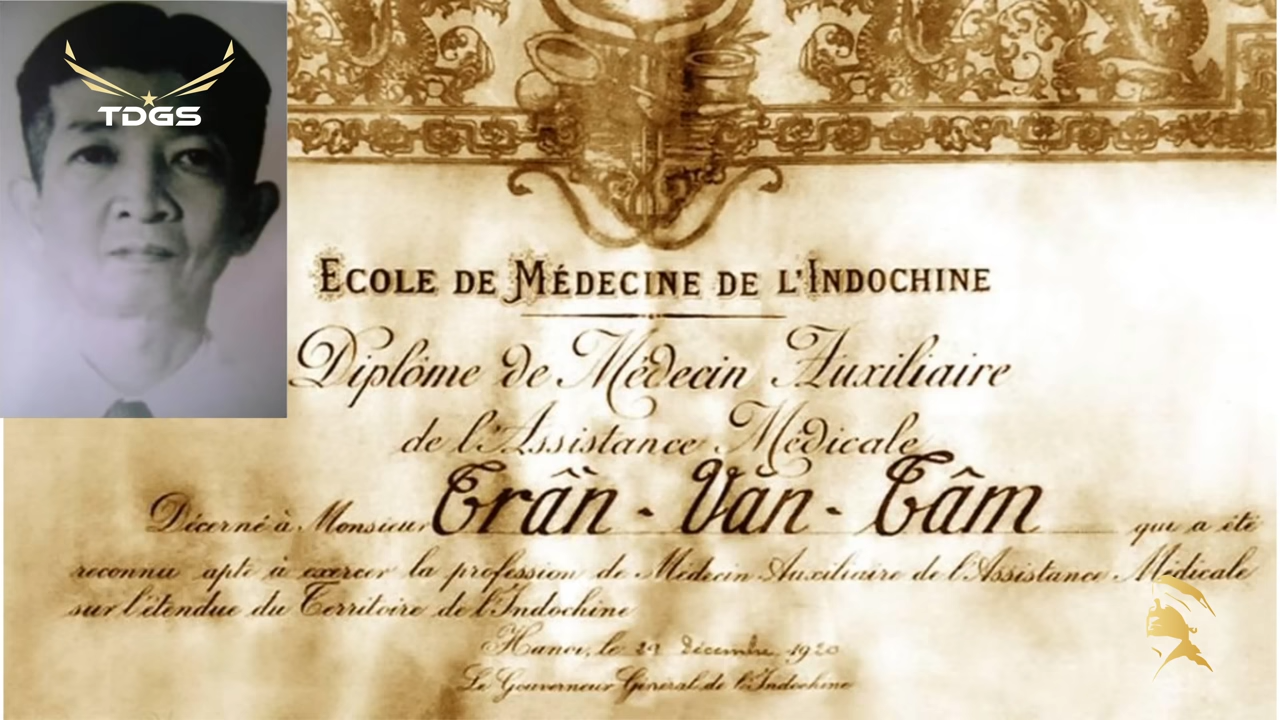 TDGS
ECOLE DE MÉDECINE DE L'INDOCHINE
Diplôme de Médecin Auxiliaire
de l'Assistance Médicale
Décerné à Monsieur Trần - Văn - Tâm qui a été
reconnu apte à exercer la profession de Médecin Auxiliaire de l'Assistance Médicale
sur l'étendue du Territoire de l'Indochine
Hanoi, le décembre 1920
Le Gouverneur Général de l'Indochine